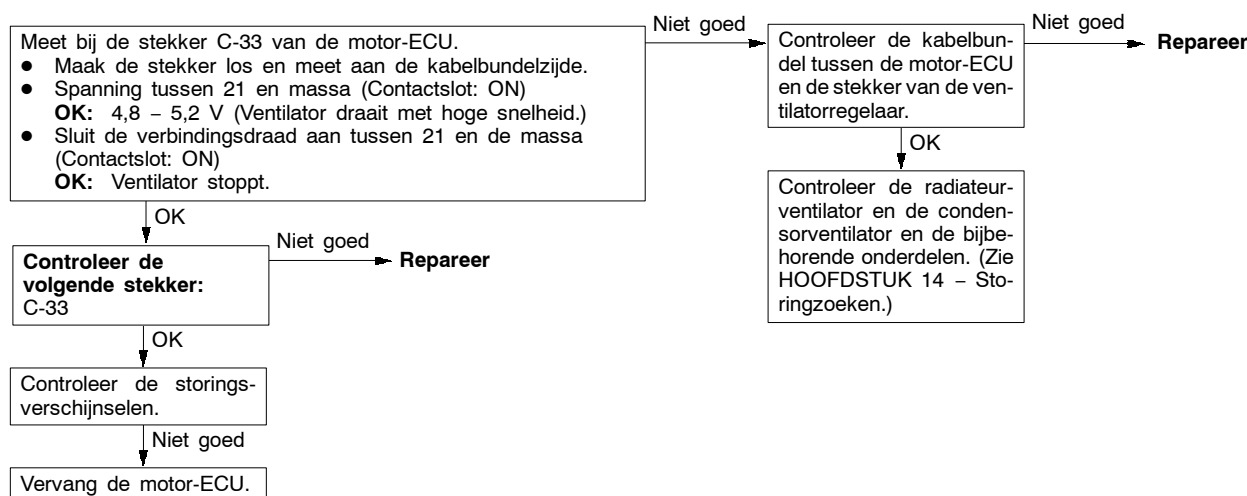 Meet bij de stekker C-33 van de motor-ECU.
● Maak de stekker los en meet aan de kabelbundelzijde.
● Spanning tussen 21 en massa (Contactslot: ON)
OK: 4,8 – 5,2 V (Ventilator draait met hoge snelheid.)
● Sluit de verbindingsdraad aan tussen 21 en de massa
(Contactslot: ON)
OK: Ventilator stoppt.
Niet goed
Controleer de kabelbun-
del tussen de motor-ECU
en de stekker van de ven-
tilatorregelaar.
Niet goed
Repareer
OK
Controleer de radiateur-
ventilator en de conden-
sorventilator en de bijbe-
horende onderdelen. (Zie
HOOFDSTUK 14 – Sto-
ringzoeken.)
OK
Controleer de
volgende stekker:
C-33
Niet goed
Repareer
OK
Controleer de storings-
verschijnselen.
Niet goed
Vervang de motor-ECU.